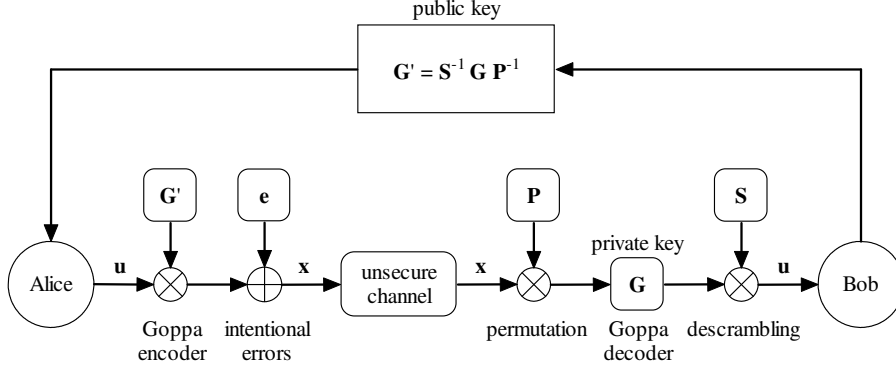 public key
G' = S⁻¹ G P⁻¹
G'
e
P
S
private key
Alice
u
x
unsecure
channel
x
G
u
Bob
Goppa
encoder
intentional
errors
permutation
Goppa
decoder
descrambling